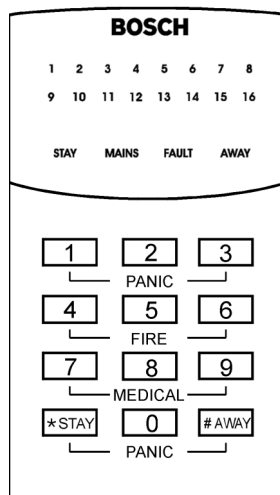 BOSCH
1 2 3 4 5 6 7 8
9 10 11 12 13 14 15 16
STAY MAINS FAULT AWAY
1 2 3
PANIC
4 5 6
FIRE
7 8 9
MEDICAL
*STAY 0 #AWAY
PANIC